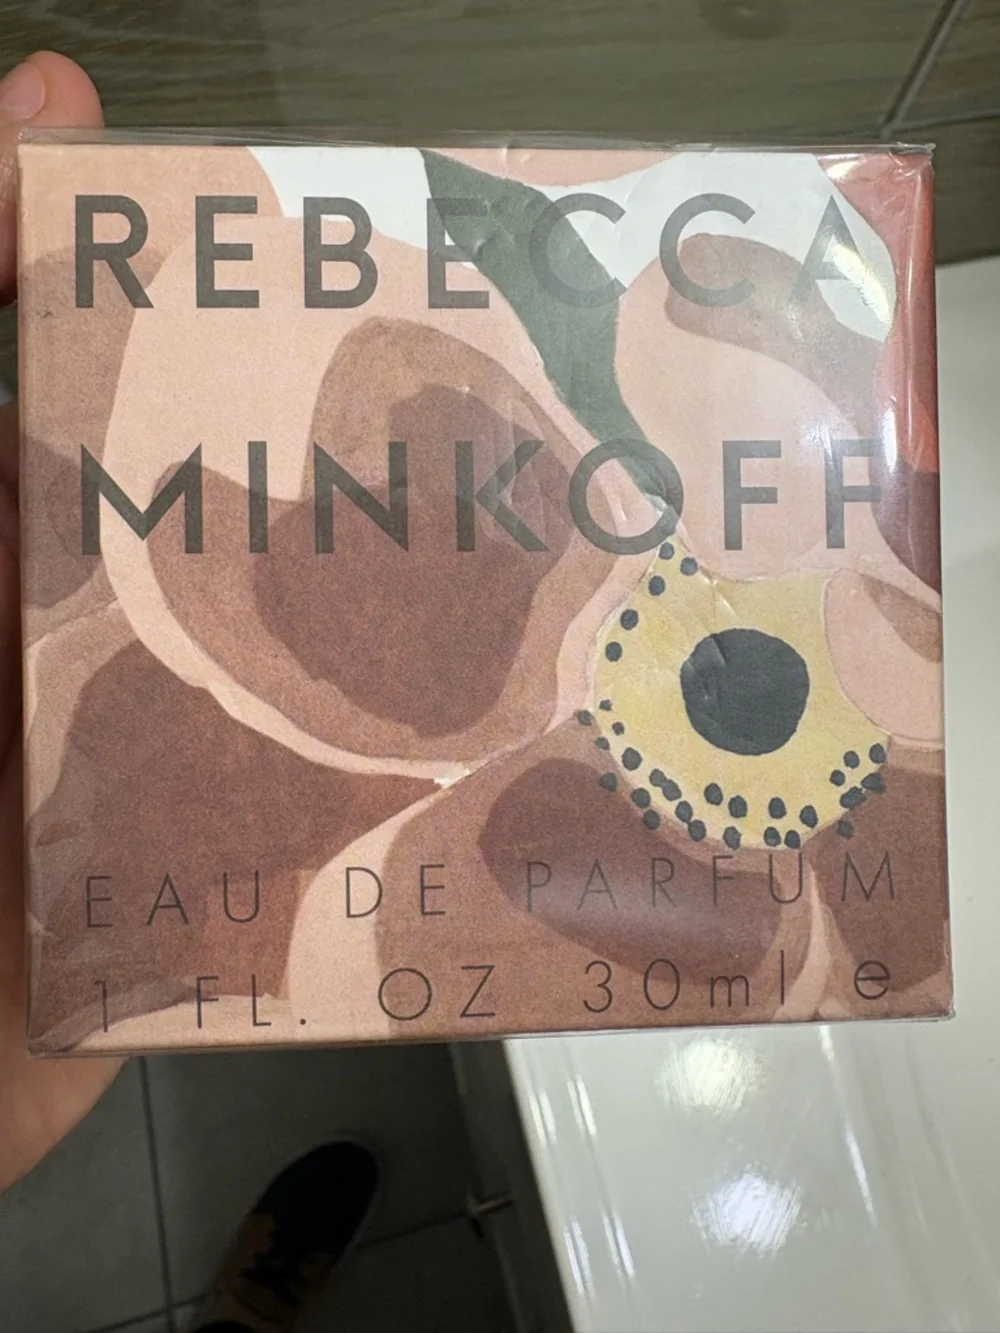 REBECCA
MINKOFF
EAU DE PARFUM
1 FL. OZ 30ml e